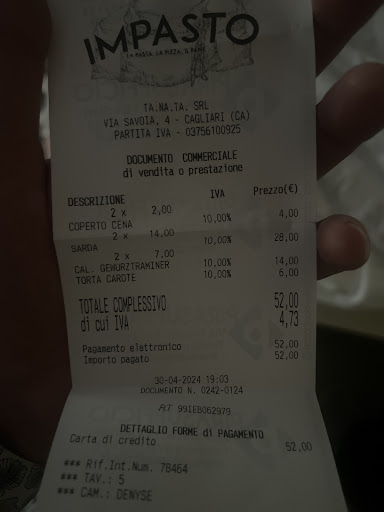 IMPASTO
LA PASTA, LA PIZZA, IL PANE
TA.NA.TA. SRL
VIA SAVOIA, 4 - CAGLIARI (CA)
PARTITA IVA - 03756100925
DOCUMENTO COMMERCIALE
di vendita o prestazione
DESCRIZIONE IVA Prezzo(€)
2 x 2,00
COPERTO CENA 10,00% 4,00
2 x 14,00
SARDA 10,00% 28,00
2 x 7,00
CAL. GEWURZTRAMINER 10,00% 14,00
TORTA CAROTE 10,00% 6,00
TOTALE COMPLESSIVO 52,00
di cui IVA 4,73
Pagamento elettronico 52,00
Importo pagato 52,00
30-04-2024 19:03
DOCUMENTO N. 0242-0124
RT 99IEB062979
DETTAGLIO FORME di PAGAMENTO
Carta di credito 52,00
*** Rif.Int.Num. 78464
*** TAV.: 5
*** CAM.: DENYSE